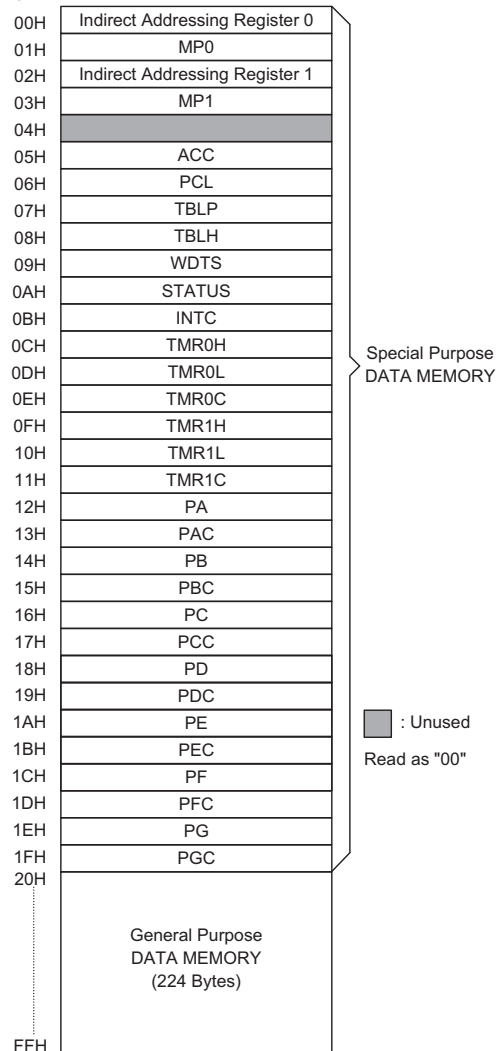 00H Indirect Addressing Register 0
01H MP0
02H Indirect Addressing Register 1
03H MP1
04H
05H ACC
06H PCL
07H TBLP
08H TBLH
09H WDTS
0AH STATUS
0BH INTC
0CH TMR0H
0DH TMR0L
0EH TMR0C
0FH TMR1H
10H TMR1L
11H TMR1C
12H PA
13H PAC
14H PB
15H PBC
16H PC
17H PCC
18H PD
19H PDC
1AH PE
1BH PEC
1CH PF
1DH PFC
1EH PG
1FH PGC
20H
General Purpose
DATA MEMORY
(224 Bytes)
FFH
Special Purpose
DATA MEMORY
: Unused
Read as "00"